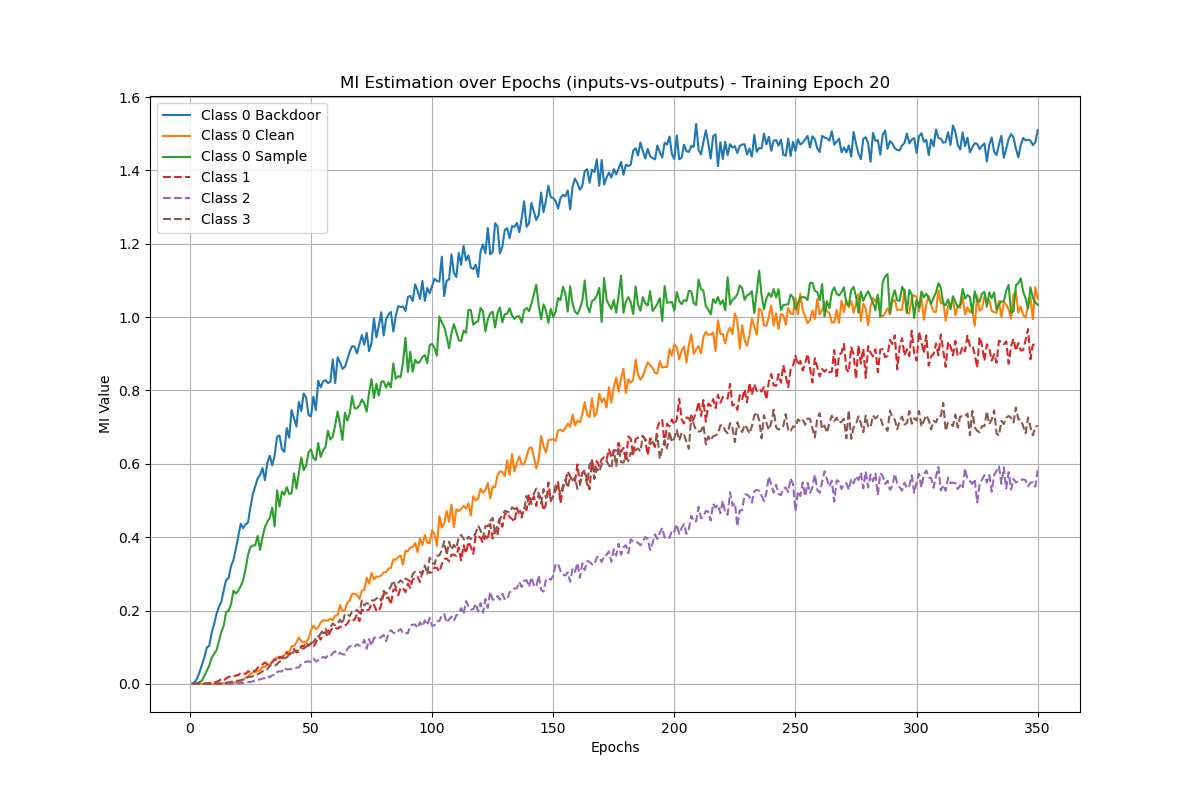 MI Estimation over Epochs (inputs-vs-outputs) - Training Epoch 20
Class 0 Backdoor
Class 0 Clean
Class 0 Sample
Class 1
Class 2
Class 3
MI Value
1.6
1.4
1.2
1.0
0.8
0.6
0.4
0.2
0.0
0 50 100 150 200 250 300 350
Epochs